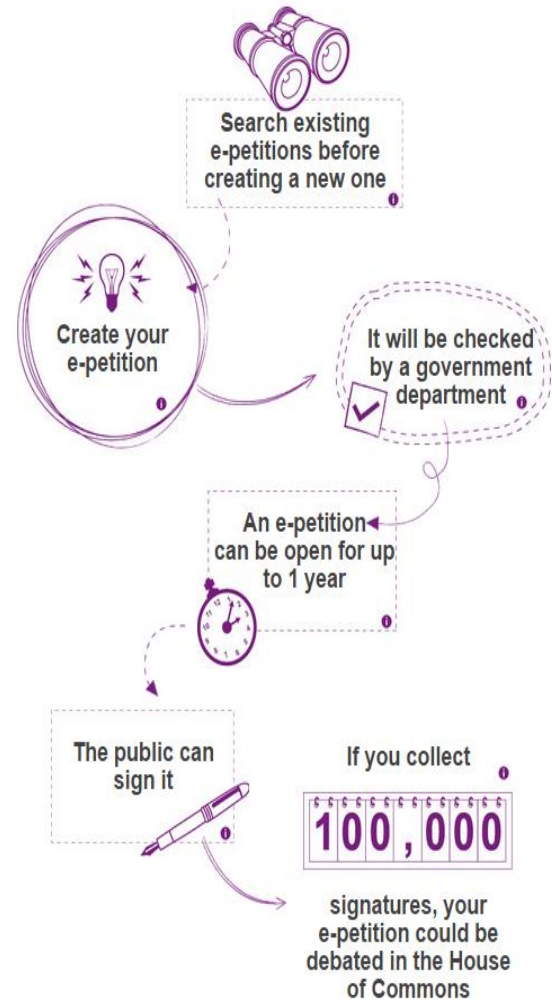 Search existing
e-petitions before
creating a new one
Create your
e-petition
It will be checked
by a government
department
An e-petition
can be open for up
to 1 year
The public can
sign it
If you collect
100,000
signatures, your
e-petition could be
debated in the House
of Commons